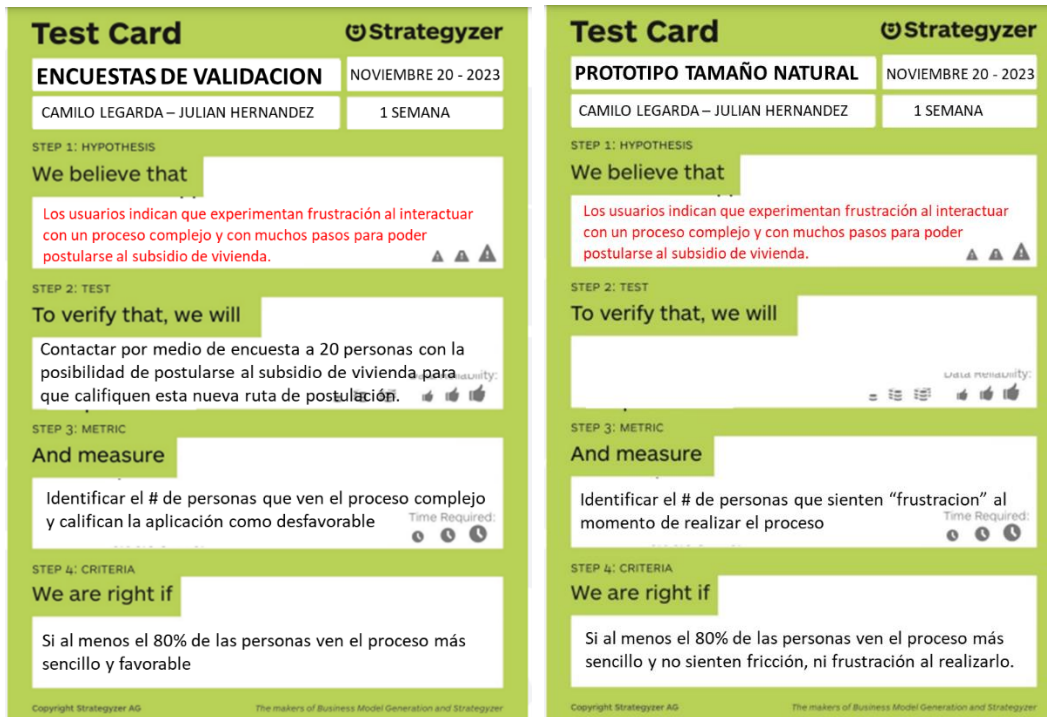 Test Card
Strategyzer
ENCUESTAS DE VALIDACION
NOVIEMBRE 20 - 2023
CAMILO LEGARDA – JULIAN HERNANDEZ
1 SEMANA
STEP 1: HYPOTHESIS
We believe that
Los usuarios indican que experimentan frustración al interactuar
con un proceso complejo y con muchos pasos para poder
postularse al subsidio de vivienda.
STEP 2: TEST
To verify that, we will
Contactar por medio de encuesta a 20 personas con la
posibilidad de postularse al subsidio de vivienda para
que califiquen esta nueva ruta de postulación.
STEP 3: METRIC
And measure
Identificar el # de personas que ven el proceso complejo
y califican la aplicación como desfavorable
Time Required:
STEP 4: CRITERIA
We are right if
Si al menos el 80% de las personas ven el proceso más
sencillo y favorable
Copyright Strategyzer AG
The makers of Business Model Generation and Strategyzer
Test Card
Strategyzer
PROTOTIPO TAMAÑO NATURAL
NOVIEMBRE 20 - 2023
CAMILO LEGARDA – JULIAN HERNANDEZ
1 SEMANA
STEP 1: HYPOTHESIS
We believe that
Los usuarios indican que experimentan frustración al interactuar
con un proceso complejo y con muchos pasos para poder
postularse al subsidio de vivienda.
STEP 2: TEST
To verify that, we will
Data Reliability:
STEP 3: METRIC
And measure
Identificar el # de personas que sienten “frustracion” al
momento de realizar el proceso
Time Required:
STEP 4: CRITERIA
We are right if
Si al menos el 80% de las personas ven el proceso más
sencillo y no sienten fricción, ni frustración al realizarlo.
Copyright Strategyzer AG
The makers of Business Model Generation and Strategyzer